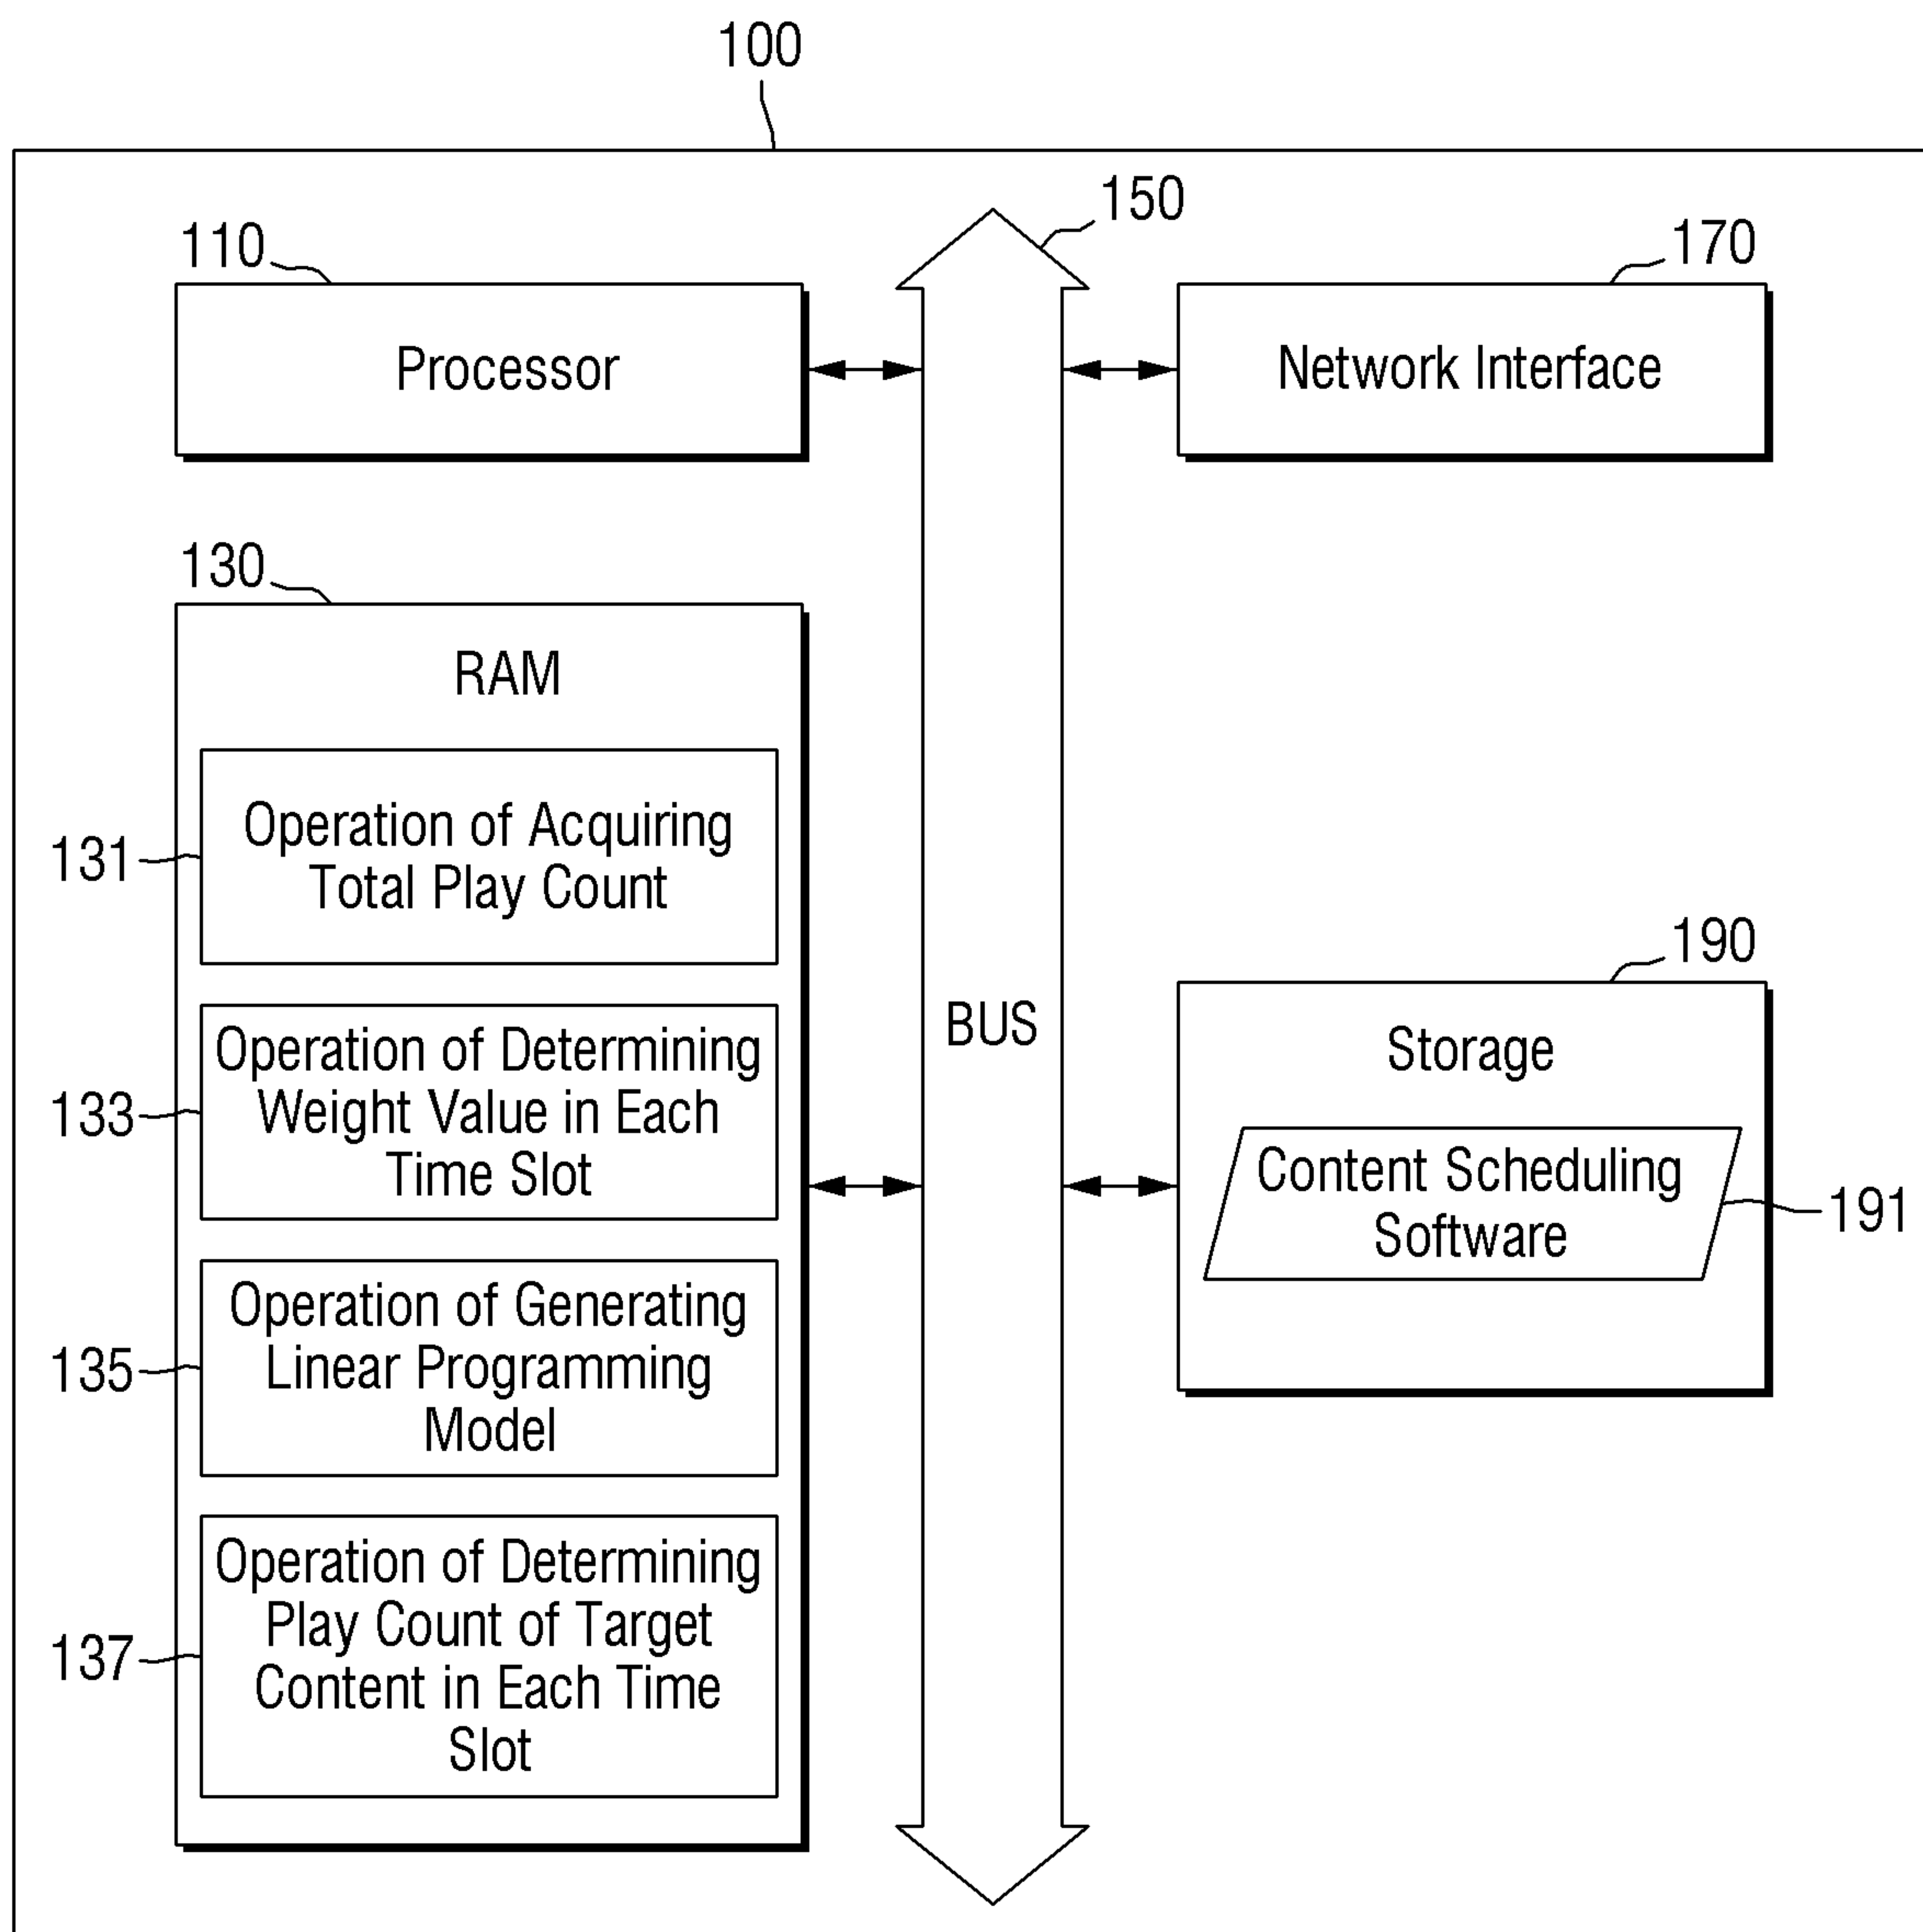 100
150
110
170
Processor
Network Interface
130
RAM
131
Operation of Acquiring
Total Play Count
133
Operation of Determining
Weight Value in Each
Time Slot
135
Operation of Generating
Linear Programming
Model
137
Operation of Determining
Play Count of Target
Content in Each Time
Slot
BUS
190
Storage
Content Scheduling
Software
191